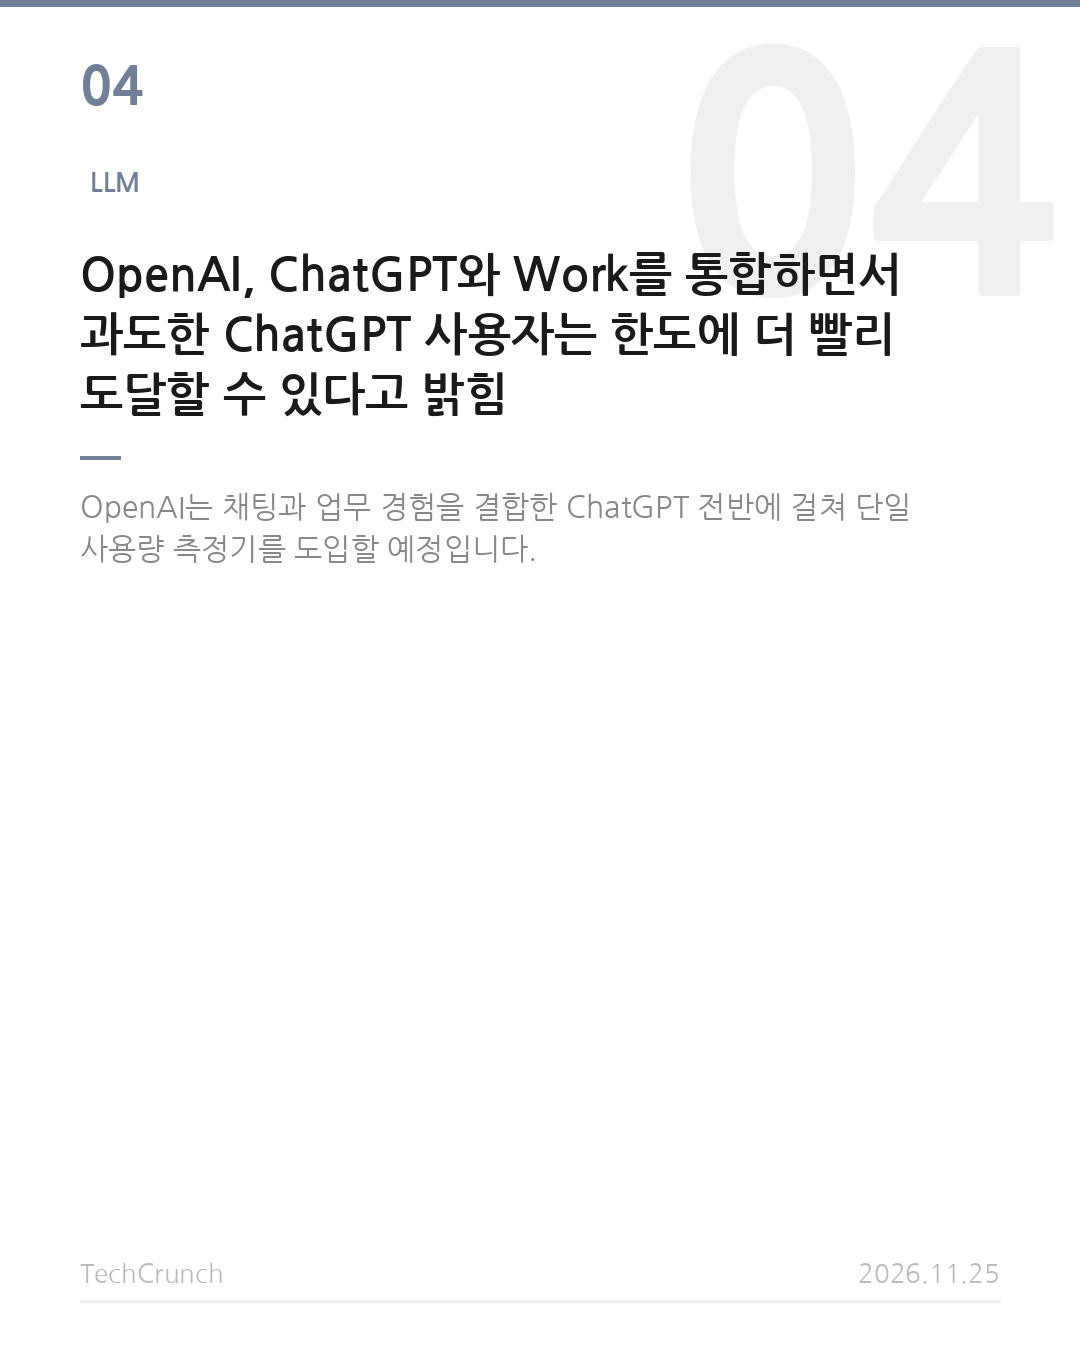 04
04
LLM
OpenAI, ChatGPT와 Work를 통합하면서
과도한 ChatGPT 사용자는 한도에 더 빨리
도달할 수 있다고 밝힘
OpenAI는 채팅과 업무 경험을 결합한 ChatGPT 전반에 걸쳐 단일
사용량 측정기를 도입할 예정입니다.
TechCrunch
2026.11.25